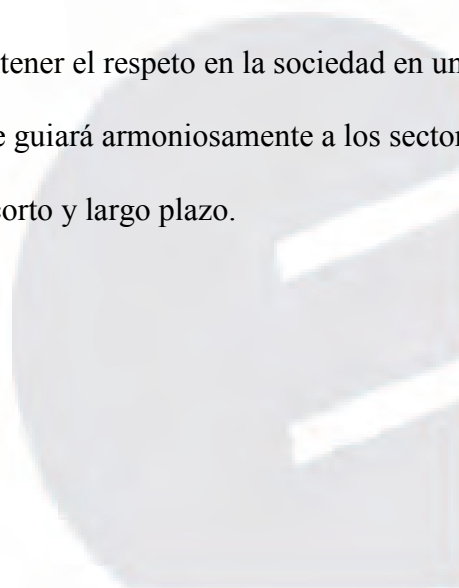 tener el respeto en la sociedad en un
guiará armoniosamente a los sector
orto y largo plazo.